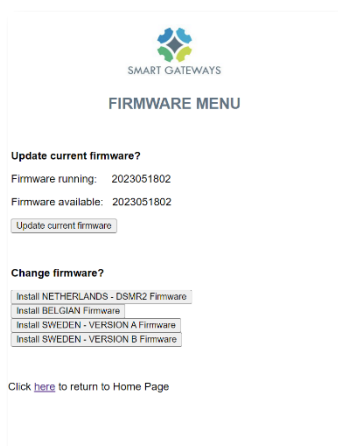 SMART GATEWAYS
FIRMWARE MENU
Update current firmware?
Firmware running: 2023051802
Firmware available: 2023051802
Update current firmware
Change firmware?
Install NETHERLANDS - DSMR2 Firmware
Install BELGIAN Firmware
Install SWEDEN - VERSION A Firmware
Install SWEDEN - VERSION B Firmware
Click here to return to Home Page